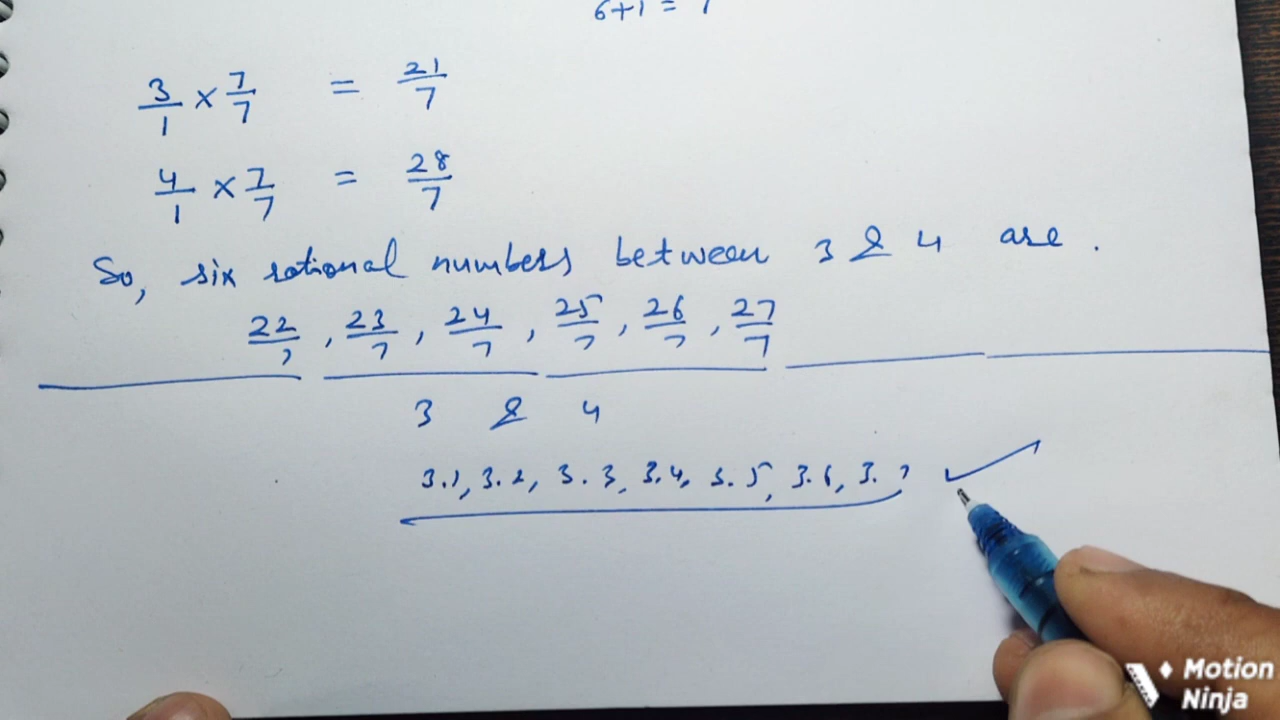 6+1 = 7
3/1 × 7/7 = 21/7
4/1 × 7/7 = 28/7
So, six rational numbers between 3 & 4 are.
22/7, 23/7, 24/7, 25/7, 26/7, 27/7
3 & 4
3.1, 3.2, 3.3, 3.4, 3.5, 3.6, 3.7
Motion
Ninja